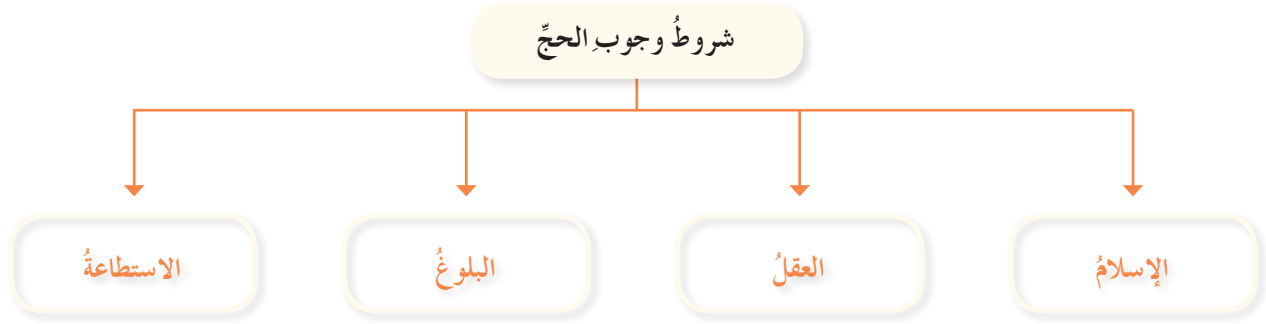 شروطُ وجوبِ الحجِّ
الإسلامُ
العقلُ
البلوغُ
الاستطاعةُ